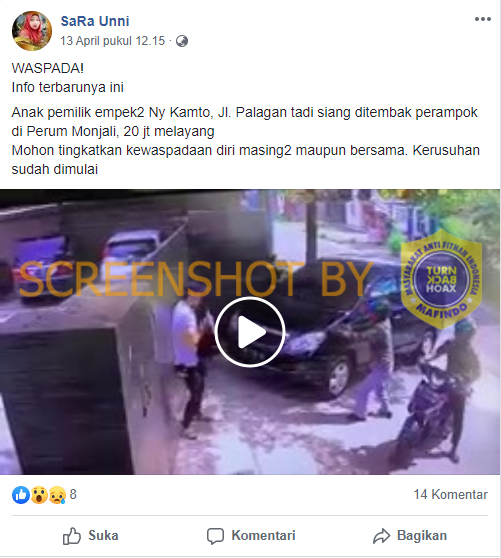 SaRa Unni
13 April pukul 12.15 ·
WASPADA!
Info terbarunya ini
Anak pemilik empek2 Ny Kamto, Jl. Palagan tadi siang ditembak perampok
di Perum Monjali, 20 jt melayang
Mohon tingkatkan kewaspadaan diri masing2 maupun bersama. Kerusuhan
sudah dimulai
SCREENSHOT BY
MASYARAKAT ANTI FITNAH INDONESIA
TURN
BACK
HOAX
MAFINDO
8
14 Komentar
Suka
Komentari
Bagikan